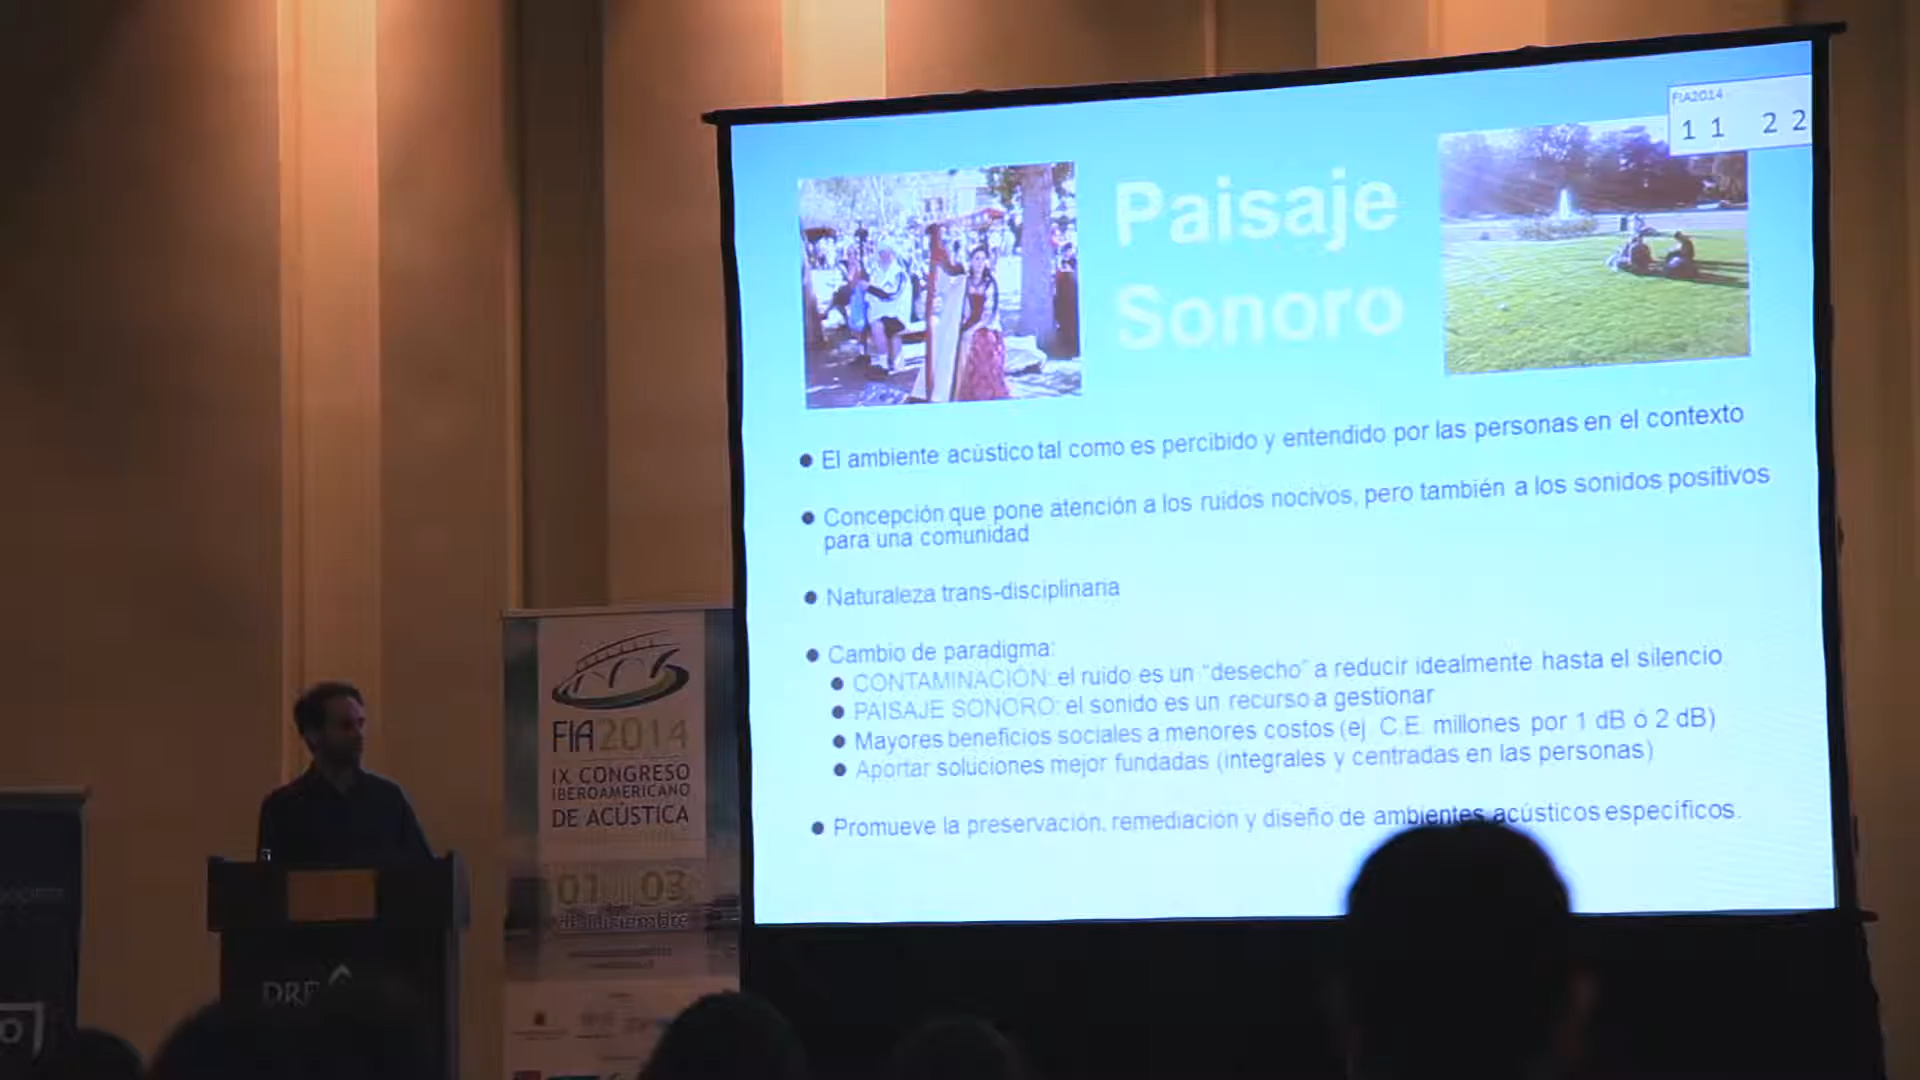 FIA2014
11 22
Paisaje
Sonoro
El ambiente acústico tal como es percibido y entendido por las personas en el contexto
Concepción que pone atención a los ruidos nocivos, pero también a los sonidos positivos
para una comunidad
Naturaleza trans-disciplinaria
Cambio de paradigma:
CONTAMINACIÓN: el ruido es un "desecho" a reducir idealmente hasta el silencio
PAISAJE SONORO: el sonido es un recurso a gestionar
Mayores beneficios sociales a menores costos (ej. C.E. millones por 1 dB ó 2 dB)
Aportar soluciones mejor fundadas (integrales y centradas en las personas)
Promueve la preservación, remediación y diseño de ambientes acústicos específicos.
FIA2014
IX CONGRESO
IBEROAMERICANO
DE ACÚSTICA
01 03
de diciembre